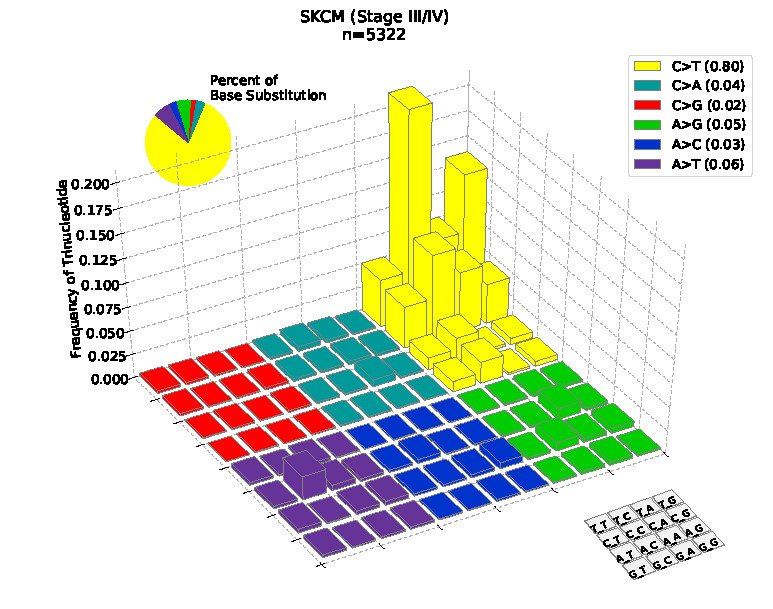 SKCM (Stage III/IV)
n=5322
Percent of
Base Substitution
C>T (0.80)
C>A (0.04)
C>G (0.02)
A>G (0.05)
A>C (0.03)
A>T (0.06)
Frequency of Trinucleotide
0.200
0.175
0.150
0.125
0.100
0.075
0.050
0.025
0.000
T_T T_C T_A T_G
C_T C_C C_A C_G
A_T A_C A_A A_G
G_T G_C G_A G_G